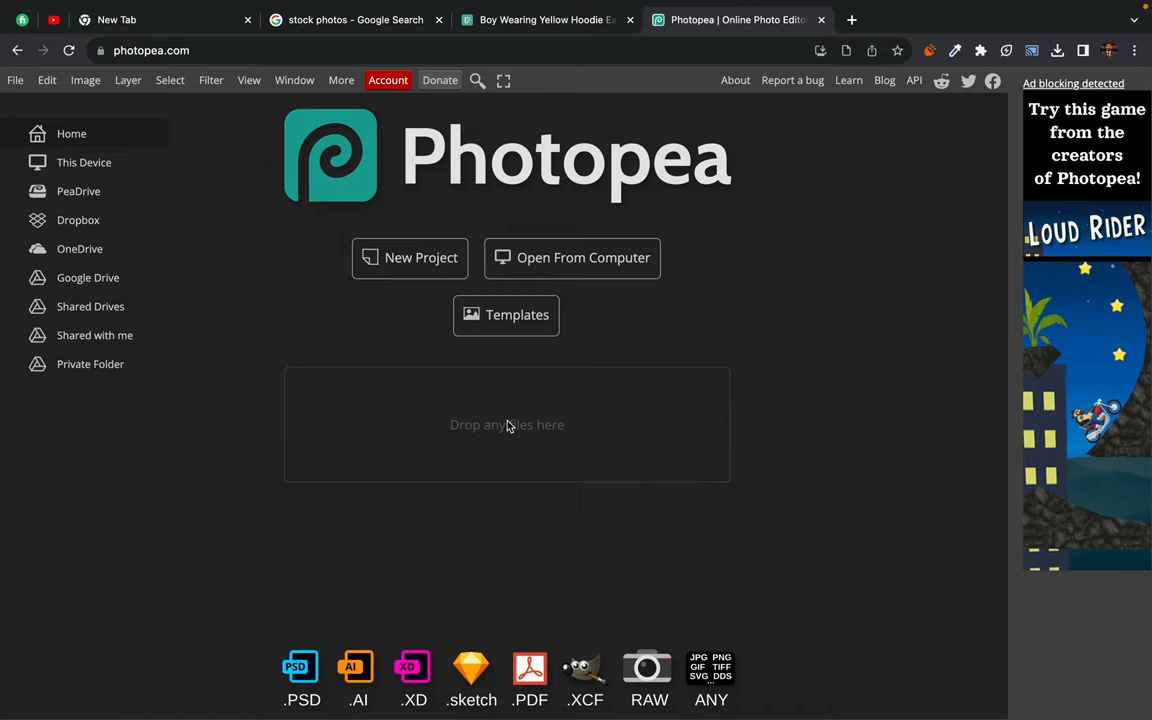 New Tab
stock photos - Google Search
Boy Wearing Yellow Hoodie Ea
Photopea | Online Photo Edito
photopea.com
File Edit Image Layer Select Filter View Window More Account Donate
About Report a bug Learn Blog API
Home
This Device
PeaDrive
Dropbox
OneDrive
Google Drive
Shared Drives
Shared with me
Private Folder
Photopea
New Project
Open From Computer
Templates
Drop any files here
PSD AI XD JPG PNG
GIF TIFF
SVG DDS
...
.PSD .AI .XD .sketch .PDF .XCF RAW ANY
Ad blocking detected
Try this game
from the
creators
of Photopea!
LOUD RIDER